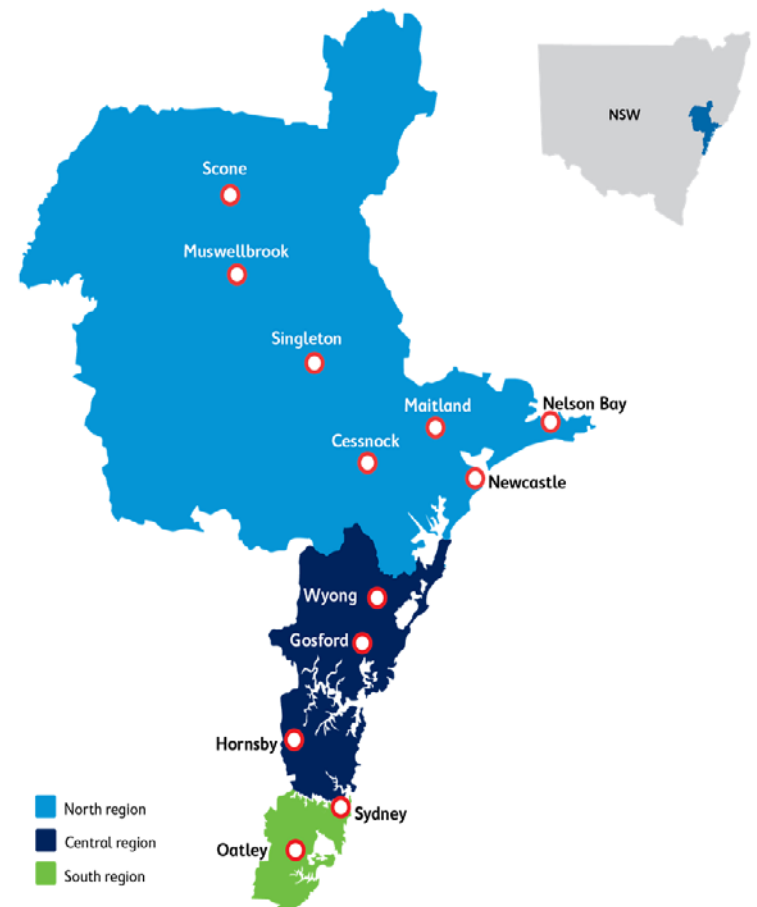 NSW
Scone
Muswellbrook
Singleton
Maitland
Nelson Bay
Cessnock
Newcastle
Wyong
Gosford
Hornsby
Sydney
Oatley
North region
Central region
South region